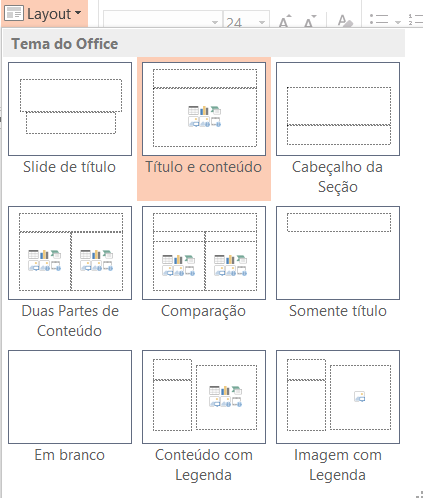 Layout
24
A A
Tema do Office
Slide de título
Título e conteúdo
Cabeçalho da
Seção
Duas Partes de
Conteúdo
Comparação
Somente título
Em branco
Conteúdo com
Legenda
Imagem com
Legenda